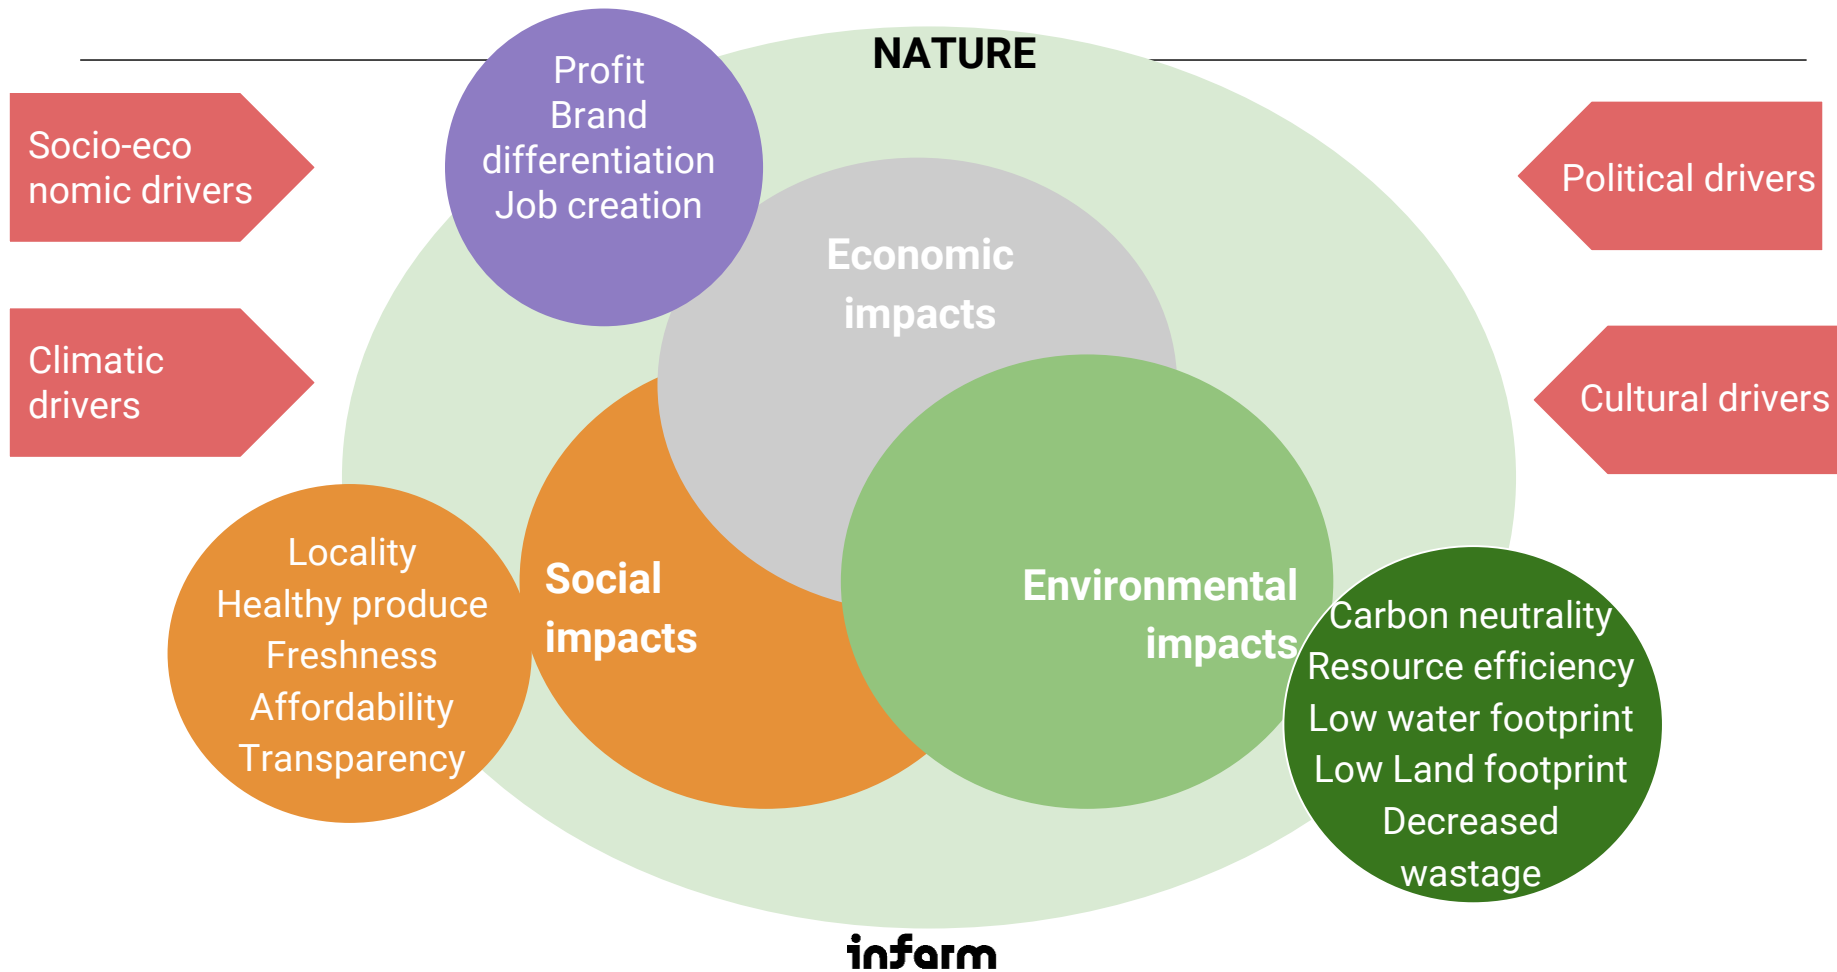 NATURE
Profit
Brand
differentiation
Job creation
Socio-eco
nomic drivers
Political drivers
Economic
impacts
Climatic
drivers
Cultural drivers
Locality
Healthy produce
Freshness
Affordability
Transparency
Social
impacts
Environmental
impacts
Carbon neutrality
Resource efficiency
Low water footprint
Low Land footprint
Decreased
wastage
infarm